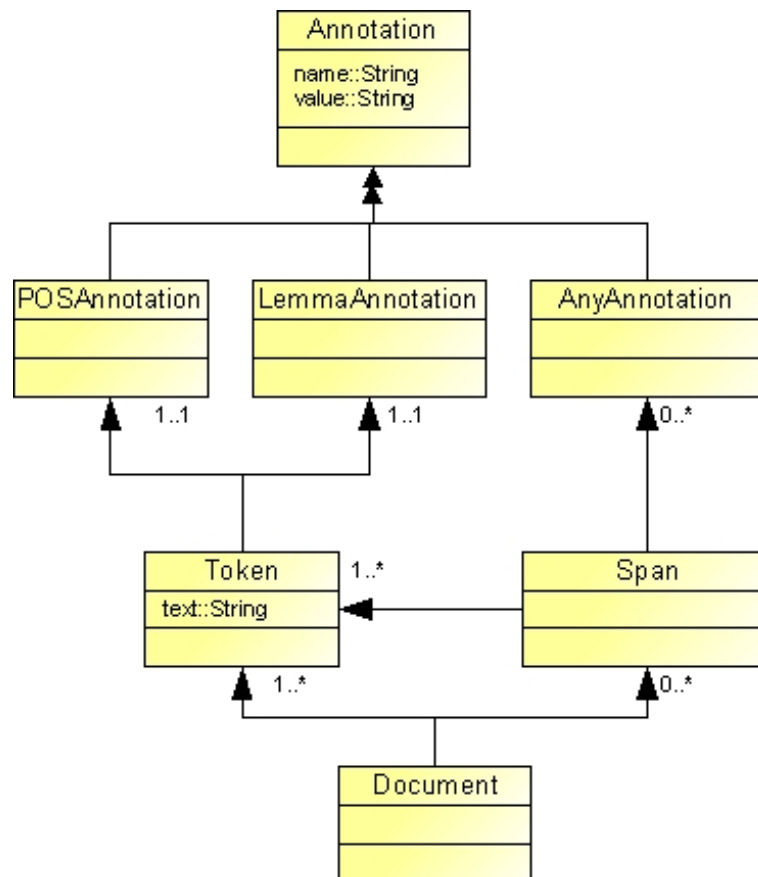 Annotation
name::String
value::String
POSAnnotation
LemmaAnnotation
AnyAnnotation
1..1
1..1
0..*
Token
1..*
Span
text::String
1..*
0..*
Document